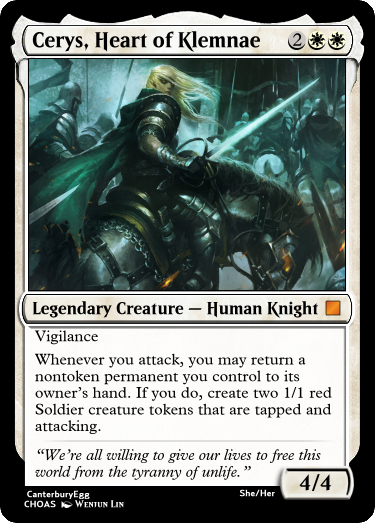 Cerys, Heart of Klemnae 2
Legendary Creature — Human Knight
Vigilance
Whenever you attack, you may return a
nontoken permanent you control to its
owner's hand. If you do, create two 1/1 red
Soldier creature tokens that are tapped and
attacking.
“We're all willing to give our lives to free this
world from the tyranny of unlife.”
4/4
CanterburyEgg She/Her
CHOAS Wenjun Lin